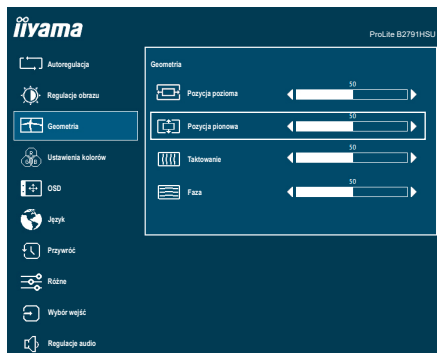 iiyama
ProLite B2791HSU
Autoregulacja
Regulacje obrazu
Geometria
Ustawienia kolorów
R
G B
OSD
Język
Przywróć
Różne
Wybór wejść
Regulacje audio
Geometria
Pozycja pozioma
50
Pozycja pionowa
50
Taktowanie
50
Faza
50